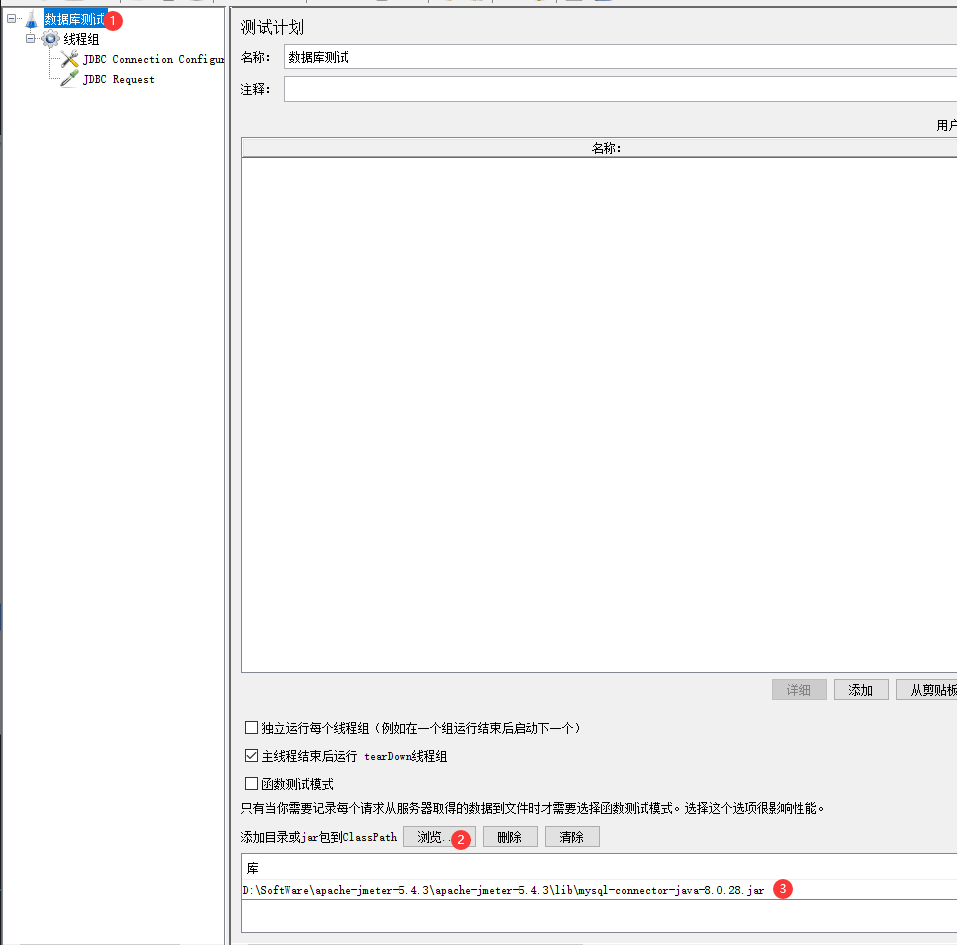 数据库测试 1
线程组
JDBC Connection Configur
JDBC Request
测试计划
名称： 数据库测试
注释：
用户
名称：
详细 添加 从剪贴板
独立运行每个线程组（例如在一个组运行结束后启动下一个）
主线程结束后运行 tearDown线程组
函数测试模式
只有当你需要记录每个请求从服务器取得的数据到文件时才需要选择函数测试模式。选择这个选项很影响性能。
添加目录或jar包到ClassPath 浏览.. 2 删除 清除
库
D:\SoftWare\apache-jmeter-5.4.3\apache-jmeter-5.4.3\lib\mysql-connector-java-8.0.28.jar 3